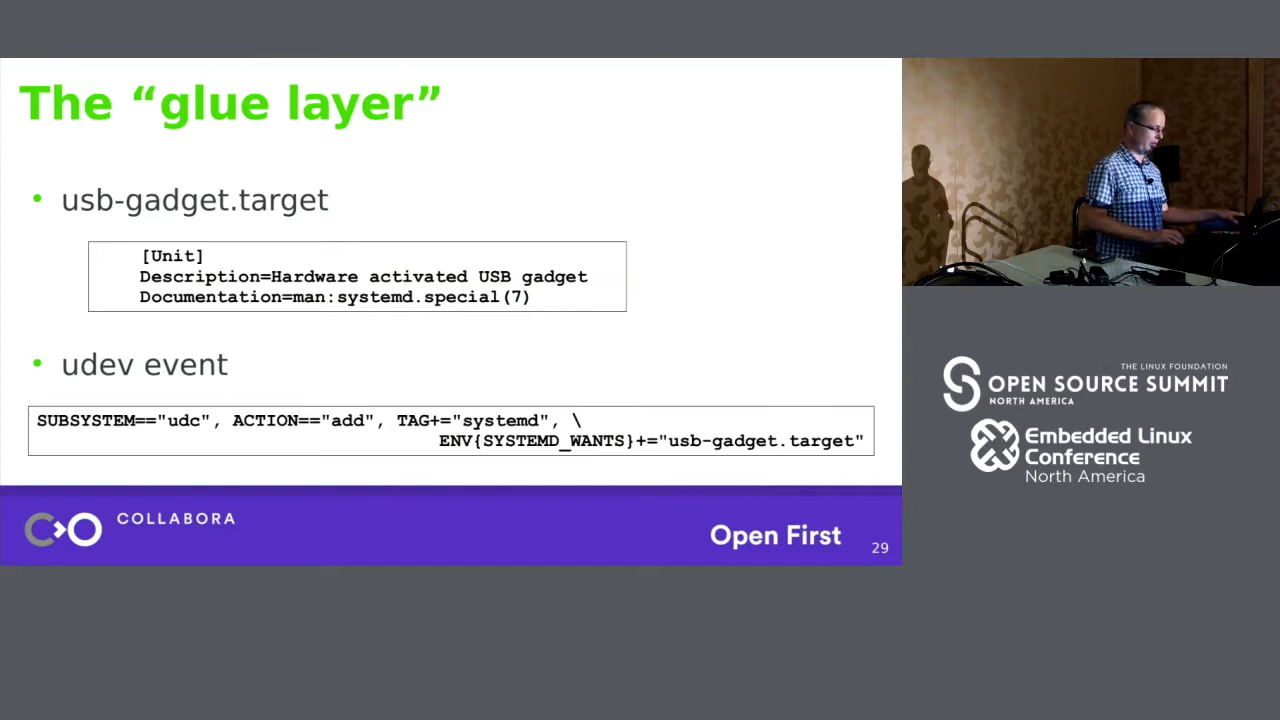 The “glue layer”
• usb-gadget.target
[Unit]
Description=Hardware activated USB gadget
Documentation=man:systemd.special(7)
• udev event
SUBSYSTEM=="udc", ACTION=="add", TAG+="systemd", \
ENV{SYSTEMD_WANTS}+="usb-gadget.target"
COLLABORA
Open First
29
THE LINUX FOUNDATION
OPEN SOURCE SUMMIT
NORTH AMERICA
Embedded Linux
Conference
North America